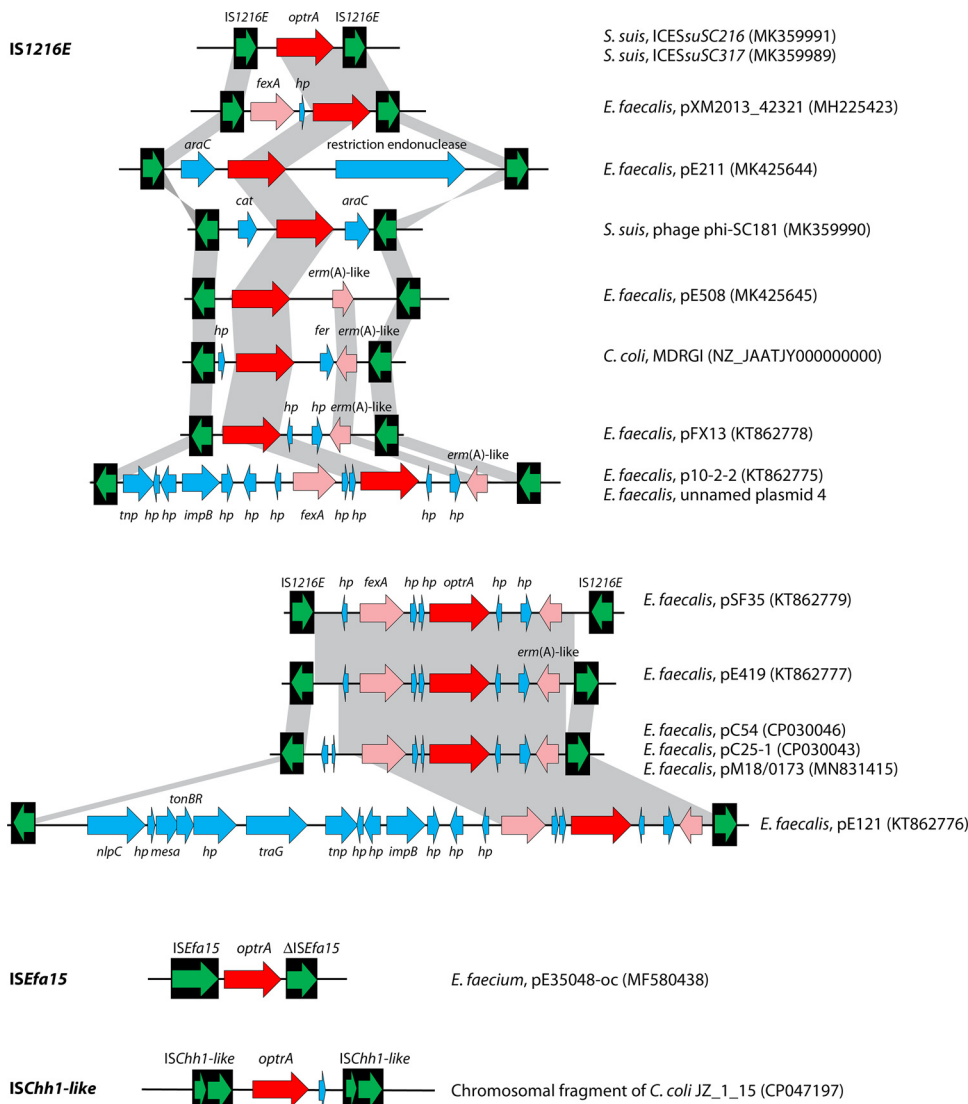 IS1216E optrA IS1216E
IS1216E
S. suis, ICESsuSC216 (MK359991)
S. suis, ICESsuSC317 (MK359989)
fexA hp
E. faecalis, pXM2013_42321 (MH225423)
araC restriction endonuclease
E. faecalis, pE211 (MK425644)
cat araC
S. suis, phage phi-SC181 (MK359990)
erm(A)-like
E. faecalis, pE508 (MK425645)
hp fer erm(A)-like
C. coli, MDRGI (NZ_JAATJY000000000)
hp hp erm(A)-like
E. faecalis, pFX13 (KT862778)
erm(A)-like
E. faecalis, p10-2-2 (KT862775)
E. faecalis, unnamed plasmid 4
tnp hp hp impB hp hp hp fexA hp hp hp hp
IS1216E hp fexA hp hp optrA hp hp IS1216E
E. faecalis, pSF35 (KT862779)
erm(A)-like
E. faecalis, pE419 (KT862777)
E. faecalis, pC54 (CP030046)
E. faecalis, pC25-1 (CP030043)
E. faecalis, pM18/0173 (MN831415)
tonBR
E. faecalis, pE121 (KT862776)
nlpC hp mesa hp traG tnp hp hp impB hp hp hp
ISEfa15 optrA ΔISEfa15
ISEfa15
E. faecium, pE35048-oc (MF580438)
ISChh1-like optrA ISChh1-like
ISChh1-like
Chromosomal fragment of C. coli JZ_1_15 (CP047197)